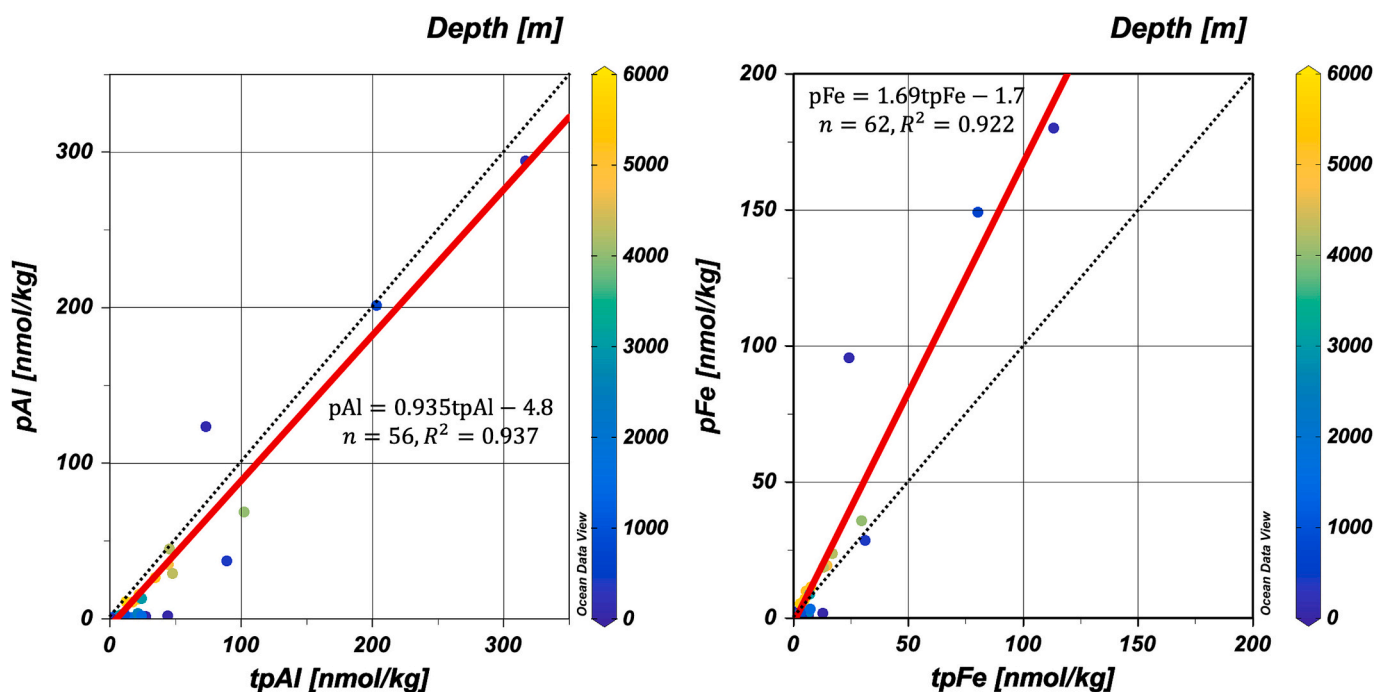 Depth [m]
pAl [nmol/kg]
300
200
100
0
0
100
200
300
tpAl [nmol/kg]
pAl = 0.935tpAl − 4.8
n = 56, R² = 0.937
Ocean Data View
6000
5000
4000
3000
2000
1000
0
Depth [m]
pFe [nmol/kg]
200
150
100
50
0
0
50
100
150
200
tpFe [nmol/kg]
pFe = 1.69tpFe − 1.7
n = 62, R² = 0.922
Ocean Data View
6000
5000
4000
3000
2000
1000
0